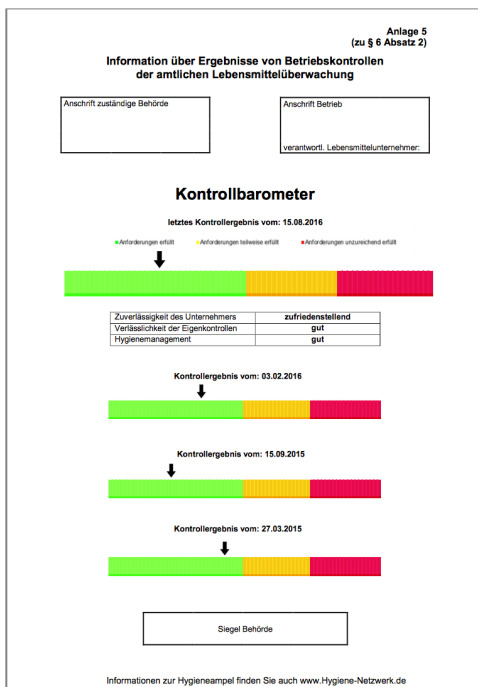 Anlage 5
(zu § 6 Absatz 2)
Information über Ergebnisse von Betriebskontrollen
der amtlichen Lebensmittelüberwachung
Anschrift zuständige Behörde
Anschrift Betrieb
verantwortl. Lebensmittelunternehmer:
Kontrollbarometer
letztes Kontrollergebnis vom: 15.08.2016
Anforderungen erfüllt Anforderungen teilweise erfüllt Anforderungen unzureichend erfüllt
Zuverlässigkeit des Unternehmers zufriedenstellend
Verlässlichkeit der Eigenkontrollen gut
Hygienemanagement gut
Kontrollergebnis vom: 03.02.2016
Kontrollergebnis vom: 15.09.2015
Kontrollergebnis vom: 27.03.2015
Siegel Behörde
Informationen zur Hygieneampel finden Sie auch www.Hygiene-Netzwerk.de